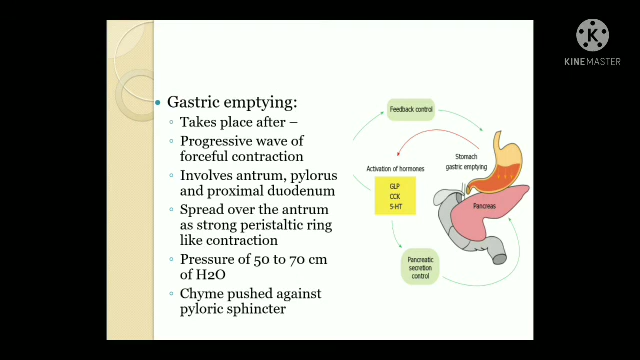 K
KINEMASTER
Gastric emptying:
Takes place after –
Progressive wave of
forceful contraction
Involves antrum, pylorus
and proximal duodenum
Spread over the antrum
as strong peristaltic ring
like contraction
Pressure of 50 to 70 cm
of H2O
Chyme pushed against
pyloric sphincter
Feedback control
Stomach
gastric emptying
Activation of hormones
GLP
CCK
5-HT
Pancreas
Pancreatic
secretion
control